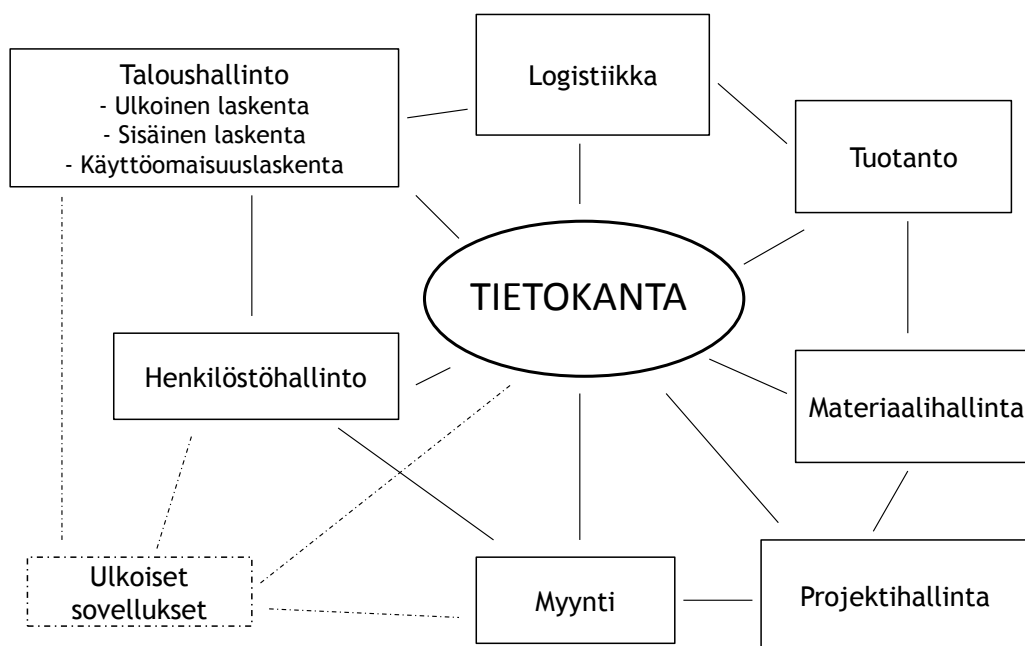 Taloushallinto
- Ulkoinen laskenta
- Sisäinen laskenta
- Käyttöomaisuuslaskenta
Logistiikka
Tuotanto
TIETOKANTA
Henkilöstöhallinto
Materiaalihallinta
Ulkoiset
sovellukset
Myynti
Projektihallinta